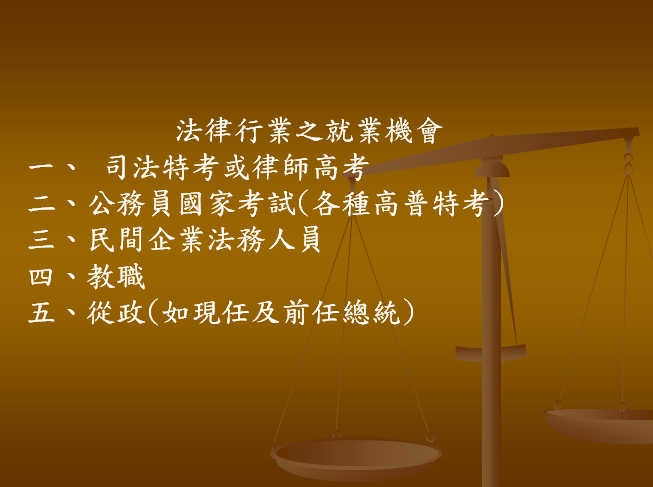 法律行業之就業機會
一、 司法特考或律師高考
二、公務員國家考試(各種高普特考)
三、民間企業法務人員
四、教職
五、從政(如現任及前任總統)